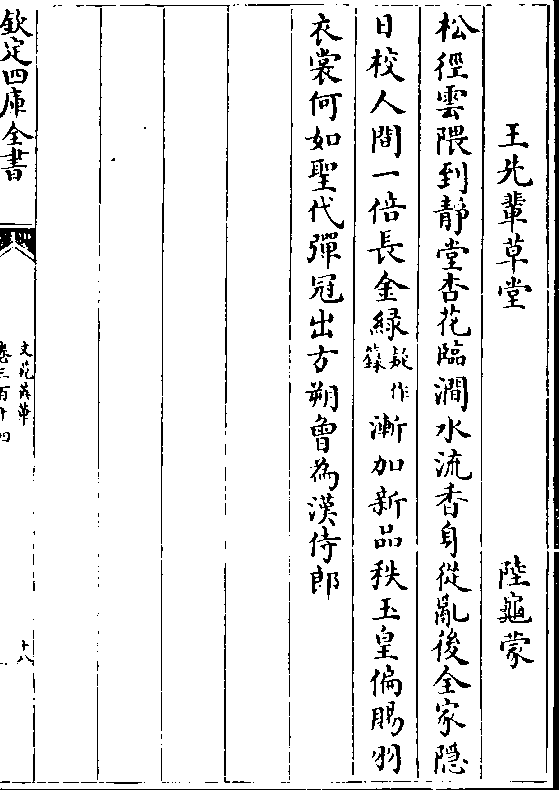 王先輩草堂　陸龜蒙
松徑雲隈到靜堂杏花臨澗水流香身從亂後全家隱
日校人間一倍長金緑疑作籙漸加新品秩玉皇偏賜羽
衣裳何如聖代彈冠出方朔曾為漢侍郎
欽定四庫全書
文苑英華
卷三百十四
十八